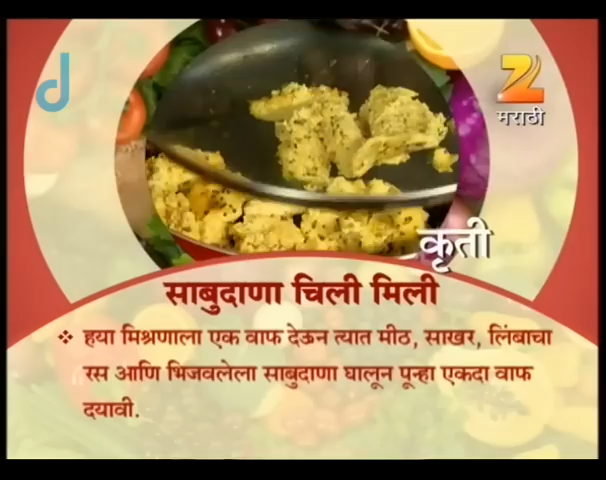 मराठी
कृती
साबुदाणा चिली मिली
❖ हया मिश्रणाला एक वाफ देऊन त्यात मीठ, साखर, लिंबाचा
रस आणि भिजवलेला साबुदाणा घालून पून्हा एकदा वाफ
दयावी.